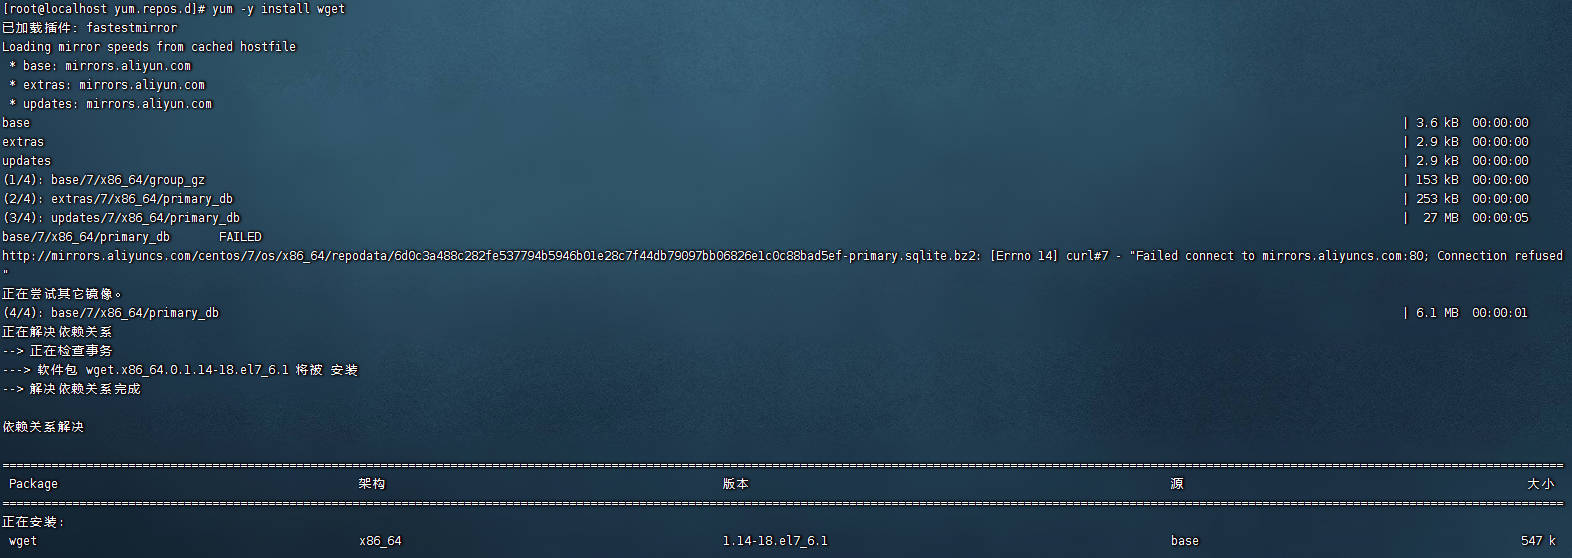 [root@localhost yum.repos.d]# yum -y install wget
已加载插件: fastestmirror
Loading mirror speeds from cached hostfile
 * base: mirrors.aliyun.com
 * extras: mirrors.aliyun.com
 * updates: mirrors.aliyun.com
base | 3.6 kB 00:00:00
extras | 2.9 kB 00:00:00
updates | 2.9 kB 00:00:00
(1/4): base/7/x86_64/group_gz | 153 kB 00:00:00
(2/4): extras/7/x86_64/primary_db | 253 kB 00:00:00
(3/4): updates/7/x86_64/primary_db | 27 MB 00:00:05
base/7/x86_64/primary_db FAILED
http://mirrors.aliyuncs.com/centos/7/os/x86_64/repodata/6d0c3a488c282fe537794b5946b01e28c7f44db79097bb06826e1c0c88bad5ef-primary.sqlite.bz2: [Errno 14] curl#7 - "Failed connect to mirrors.aliyuncs.com:80; Connection refused
"
正在尝试其它镜像。
(4/4): base/7/x86_64/primary_db | 6.1 MB 00:00:01
正在解决依赖关系
--> 正在检查事务
---> 软件包 wget.x86_64.0.1.14-18.el7_6.1 将被 安装
--> 解决依赖关系完成
依赖关系解决
Package 架构 版本 源 大小
正在安装:
wget x86_64 1.14-18.el7_6.1 base 547 k